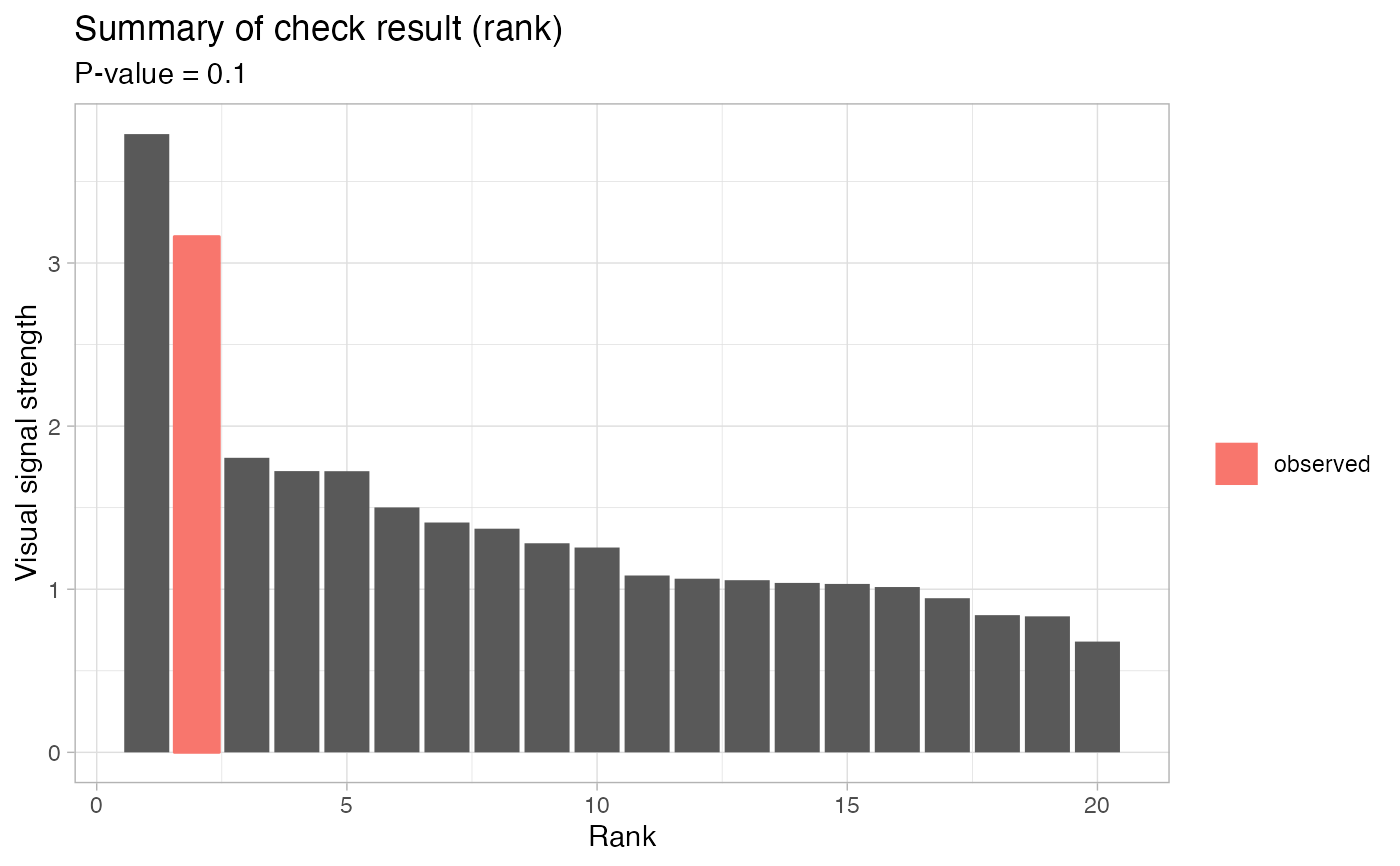 Summary of check result (rank)
P-value = 0.1
Visual signal strength
3
2
1
0
0 5 10 15 20
Rank
observed